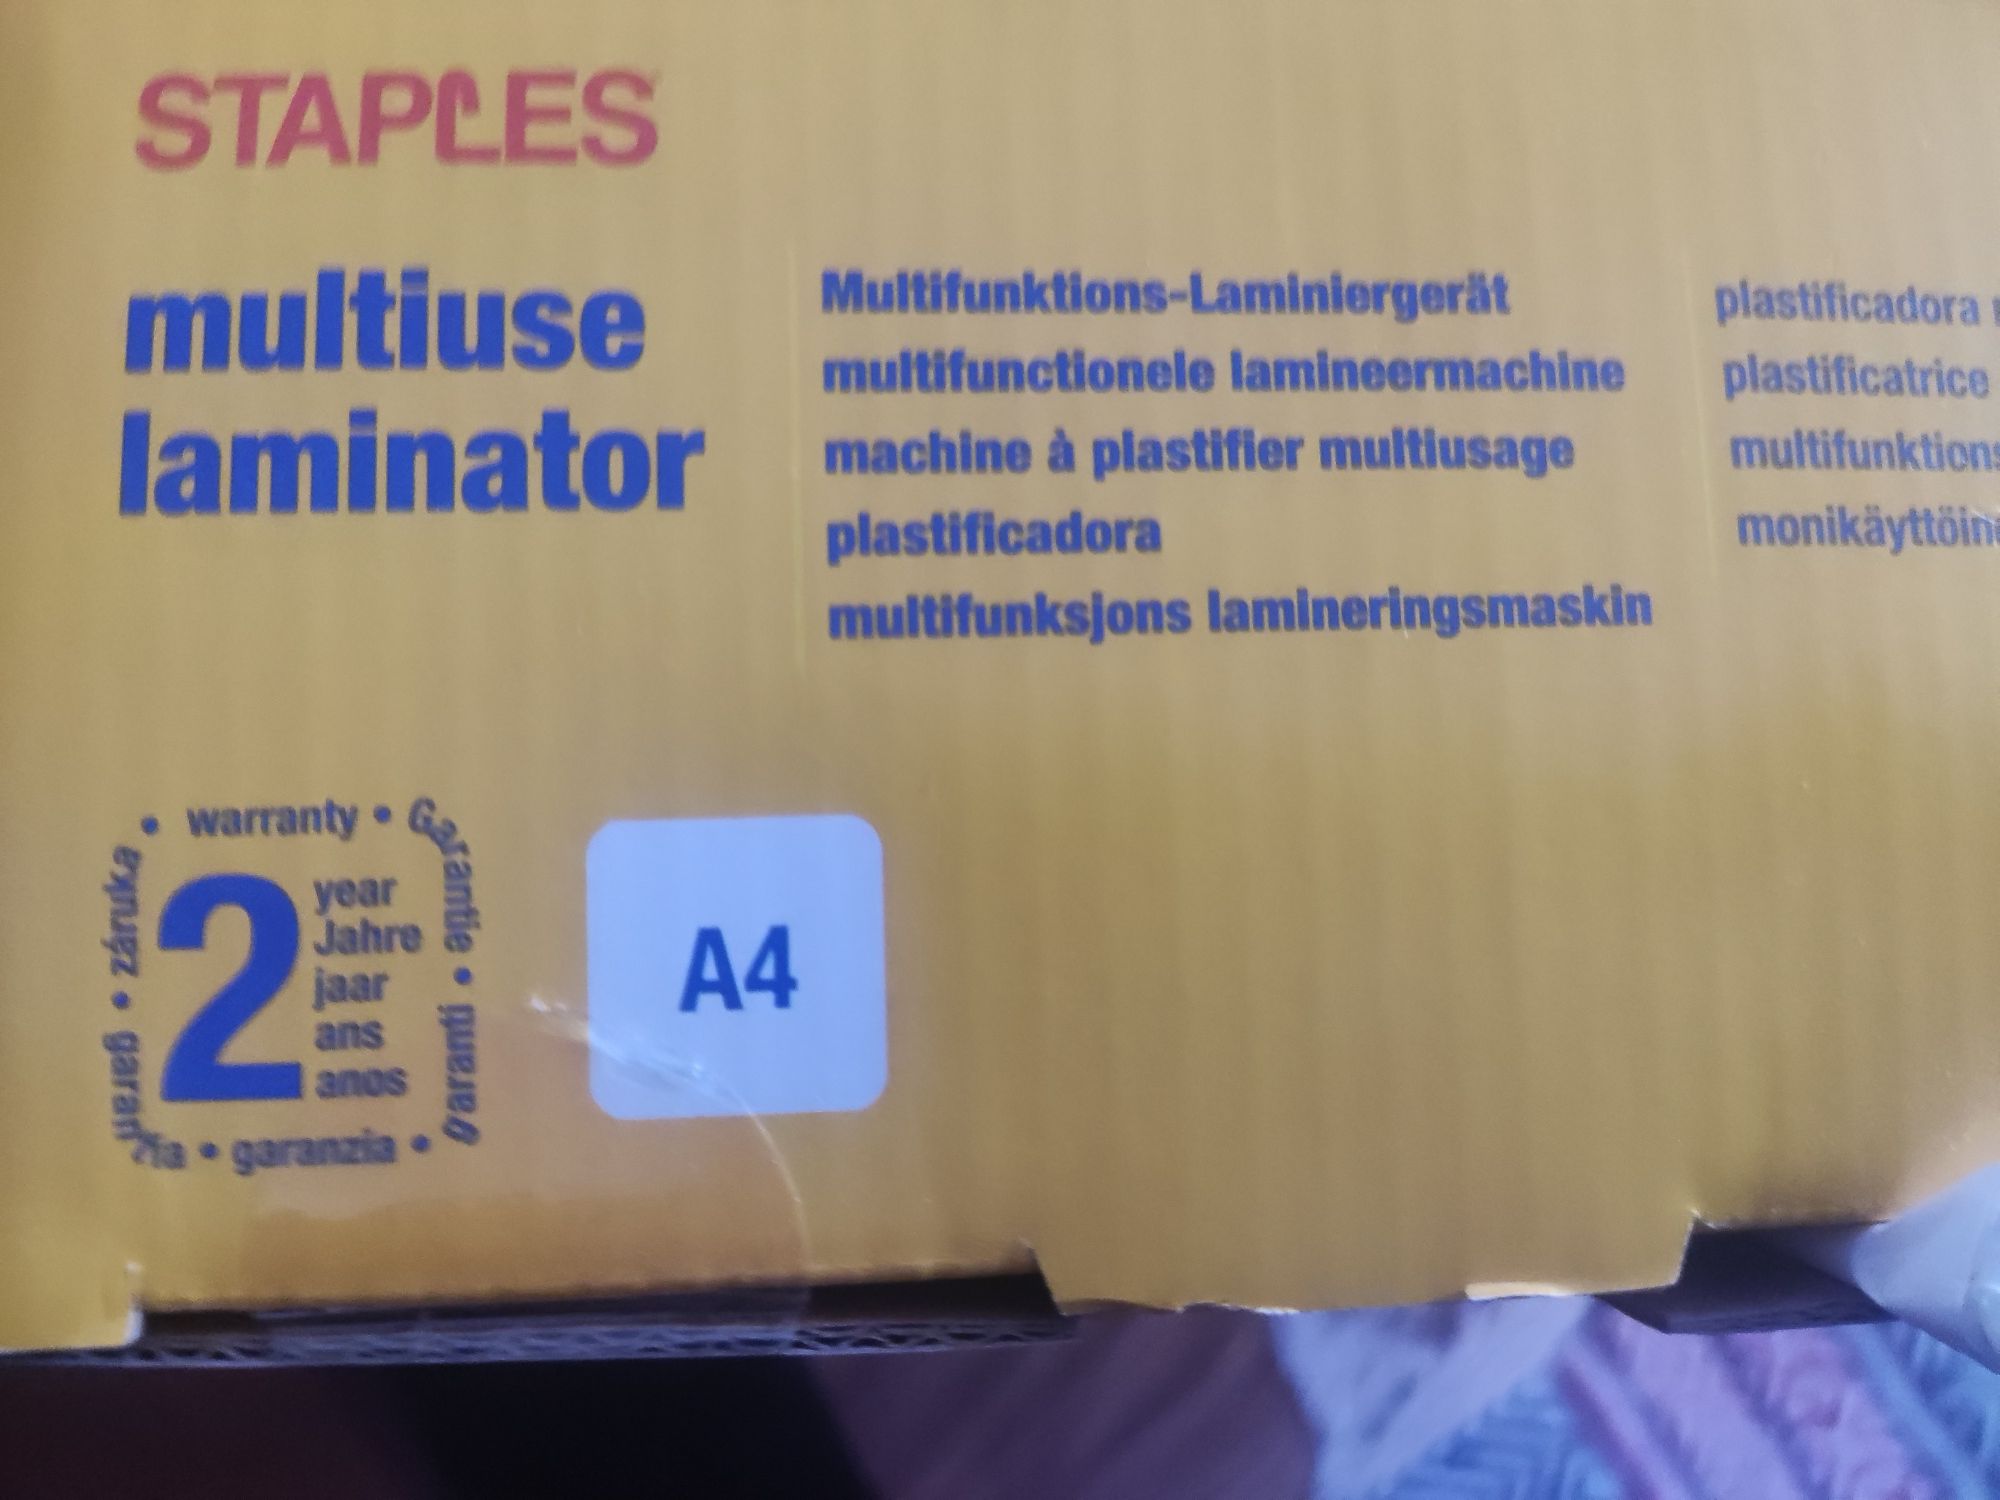 STAPLES
multiuse
laminator
Multifunktions-Laminiergerät
multifunctionele lamineermachine
machine à plastifier multiusage
plastificadora
multifunksjons lamineringsmaskin
plastificadora
plastificatrice
warranty • Garantie • garanti •
garanzia •
• záruka •
2
year
Jahre
jaar
ans
anos
A4